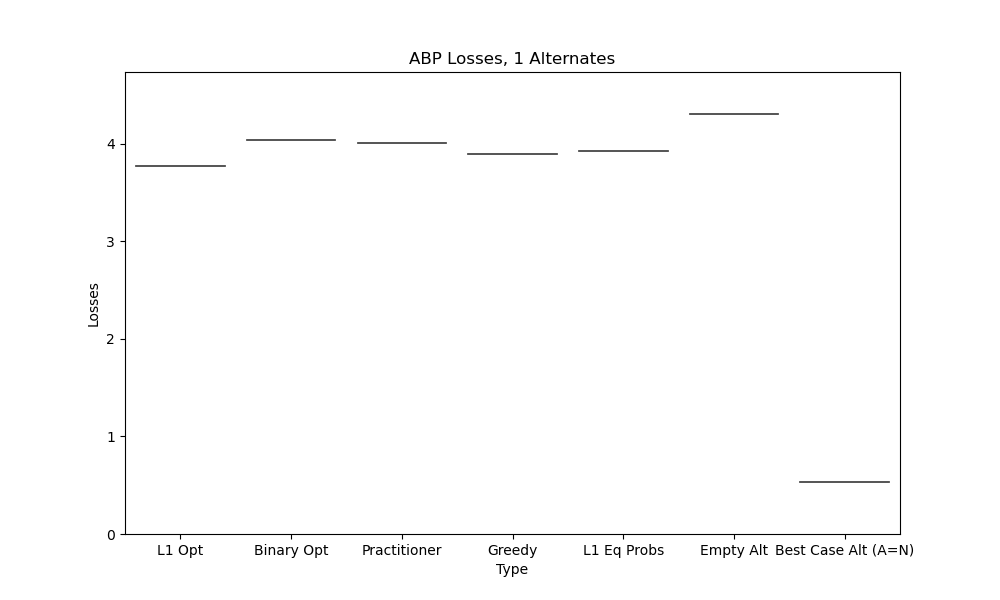 ABP Losses, 1 Alternates
4
3
2
1
0
Losses
L1 Opt Binary Opt Practitioner Greedy L1 Eq Probs Empty Alt Best Case Alt (A=N)
Type